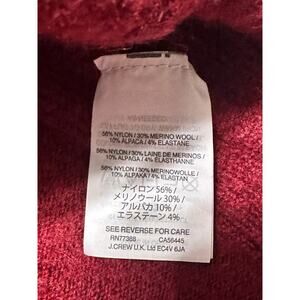 56% NYLON / 30% MERINO WOOL /
10% ALPACA / 4% ELASTANE
56% NYLON / 30% LAINE DE MERINOS /
10% ALPAGA / 4% ÉLASTHANNE
56% NYLON / 30% MERINOWOLLE /
10% ALPAKA / 4% ELASTAN
ナイロン 56% /
メリノウール 30% /
アルパカ 10% /
エラステーン 4%
SEE REVERSE FOR CARE
RN77388 CA56445
J.CREW U.K. Ltd EC4V 6JA